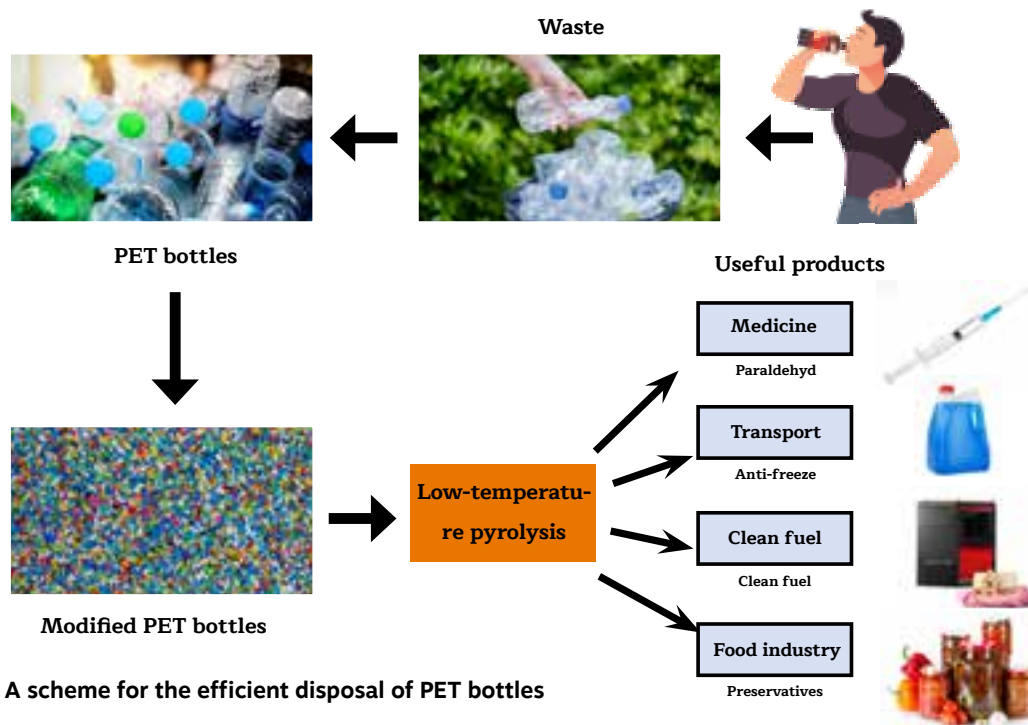 Waste
PET bottles
Useful products
Medicine
Paraldehyd
Transport
Anti-freeze
Low-temperatu-
re pyrolysis
Clean fuel
Clean fuel
Modified PET bottles
Food industry
Preservatives
A scheme for the efficient disposal of PET bottles